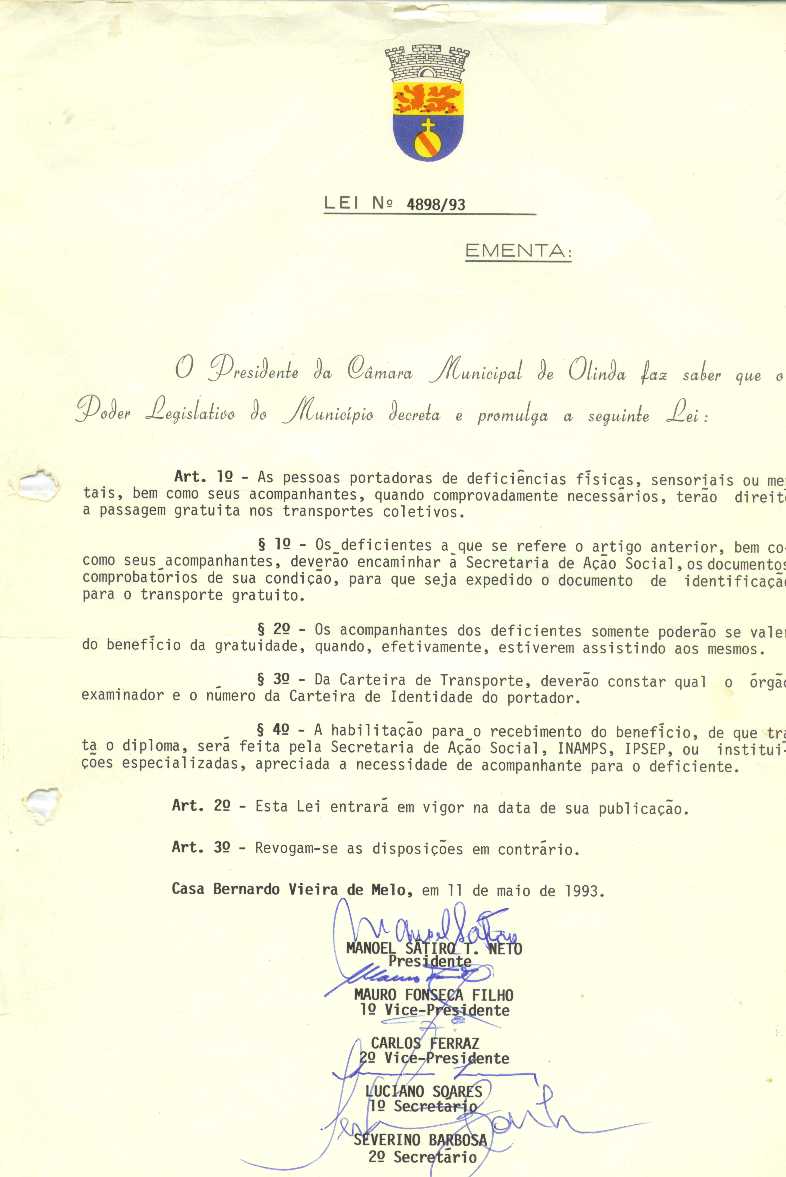 LEI Nº 4898/93
EMENTA:
O Presidente da Câmara Municipal de Olinda faz saber que o
Poder Legislativo do Município decreta e promulga a seguinte Lei:
Art. 1º - As pessoas portadoras de deficiências físicas, sensoriais ou me
tais, bem como seus acompanhantes, quando comprovadamente necessários, terão direit
a passagem gratuita nos transportes coletivos.
§ 1º - Os deficientes a que se refere o artigo anterior, bem co
como seus acompanhantes, deverão encaminhar à Secretaria de Ação Social, os documentos
comprobatórios de sua condição, para que seja expedido o documento de identificaçã
para o transporte gratuito.
§ 2º - Os acompanhantes dos deficientes somente poderão se valer
do benefício da gratuidade, quando, efetivamente, estiverem assistindo aos mesmos.
§ 3º - Da Carteira de Transporte, deverão constar qual o órgão
examinador e o número da Carteira de Identidade do portador.
§ 4º - A habilitação para o recebimento do benefício, de que tra
ta o diploma, será feita pela Secretaria de Ação Social, INAMPS, IPSEP, ou institui-
ções especializadas, apreciada a necessidade de acompanhante para o deficiente.
Art. 2º - Esta Lei entrará em vigor na data de sua publicação.
Art. 3º - Revogam-se as disposições em contrário.
Casa Bernardo Vieira de Melo, em 11 de maio de 1993.
MANOEL SÁTIRO T. NETO
Presidente
MAURO FONSECA FILHO
1º Vice-Presidente
CARLOS FERRAZ
2º Vice-Presidente
LUCIANO SOARES
1º Secretário
SEVERINO BARBOSA
2º Secretário